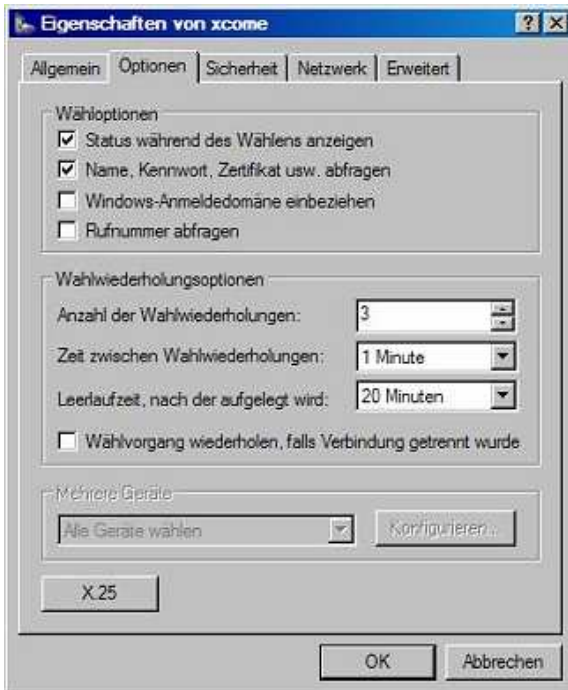 Eigenschaften von xcome
Allgemein Optionen Sicherheit Netzwerk Erweitert
Wähloptionen
Status während des Wählens anzeigen
Name, Kennwort, Zertifikat usw. abfragen
Windows-Anmeldedomäne einbeziehen
Rufnummer abfragen
Wahlwiederholungsoptionen
Anzahl der Wahlwiederholungen: 3
Zeit zwischen Wahlwiederholungen: 1 Minute
Leerlaufzeit, nach der aufgelegt wird: 20 Minuten
Wählvorgang wiederholen, falls Verbindung getrennt wurde
Mehrere Geräte
Alle Geräte wählen Konfigurieren...
X.25
OK Abbrechen